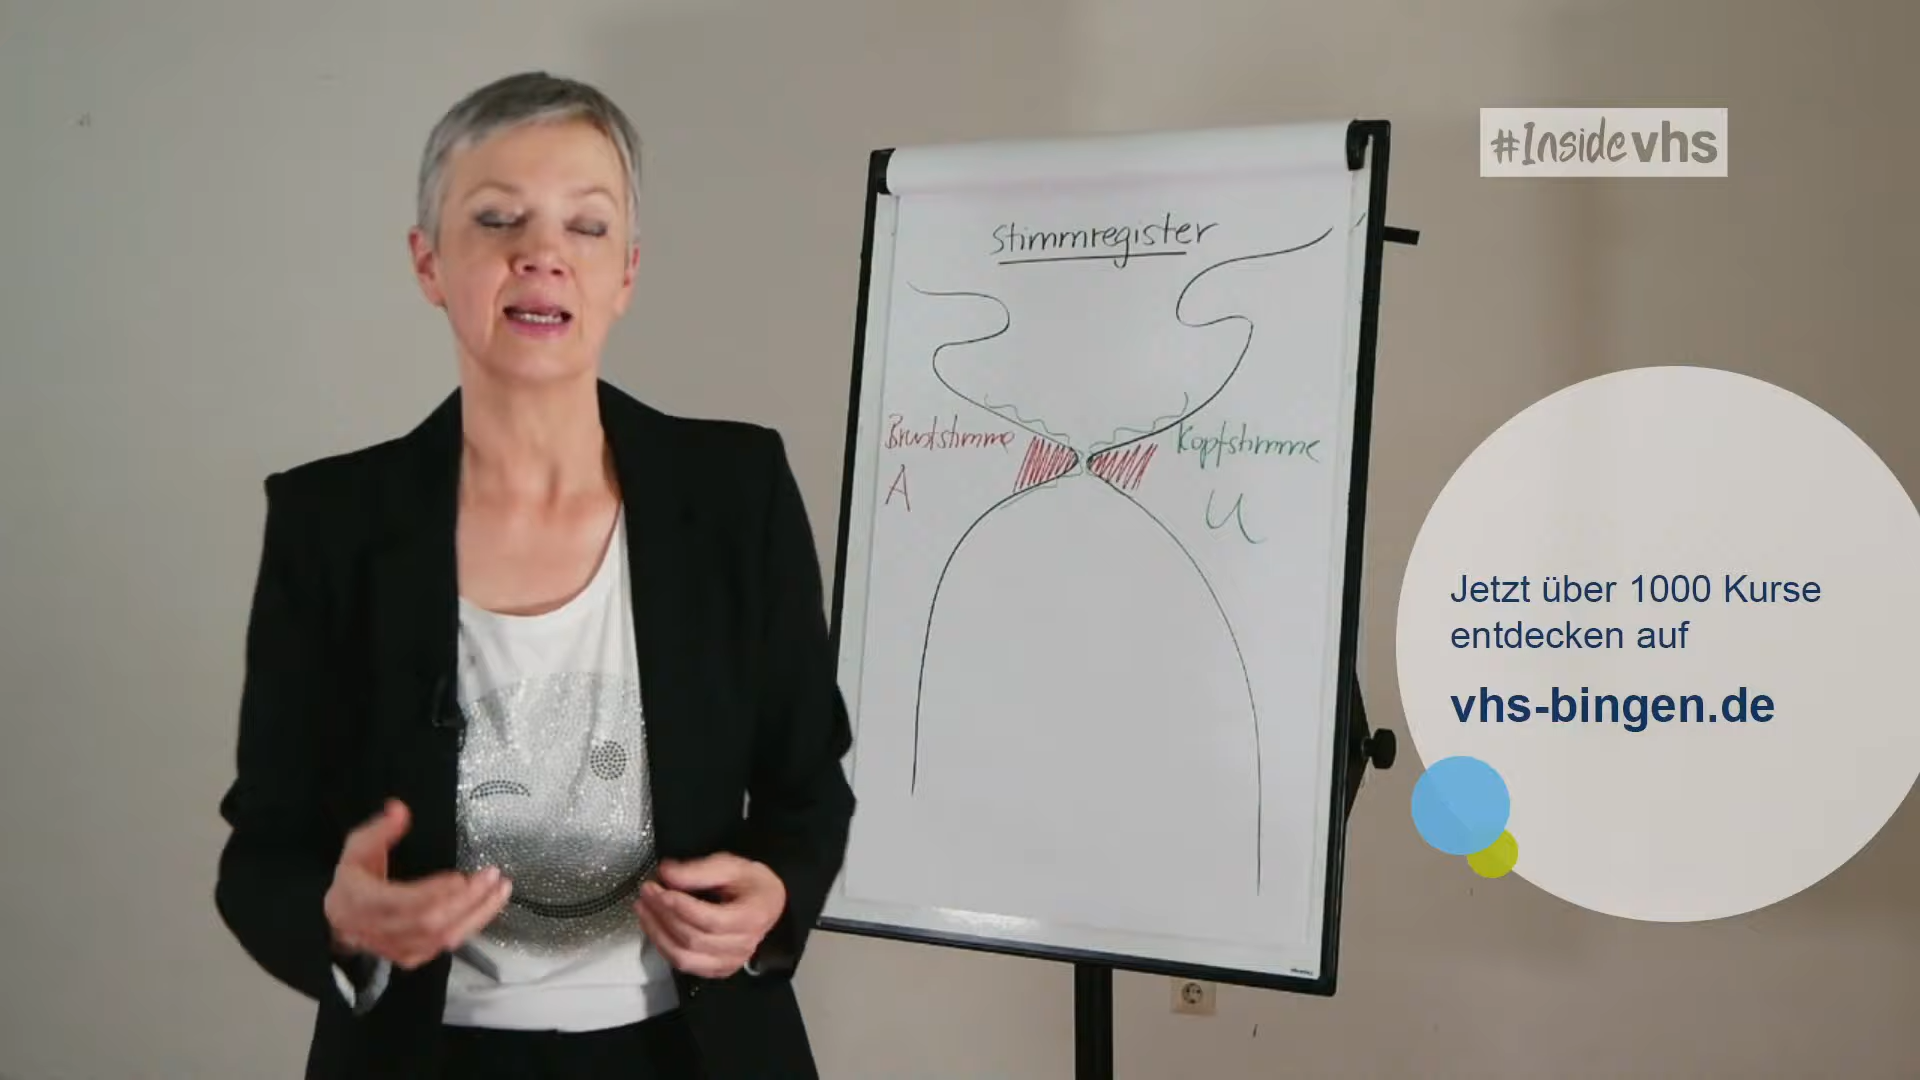 #Insidevhs
Stimmregister
Bruststimme
Kopfstimme
A
U
Jetzt über 1000 Kurse
entdecken auf
vhs-bingen.de